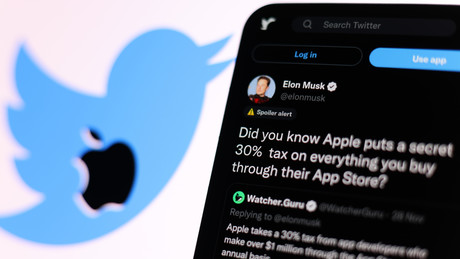 Search Twitter
Log in
Use app
Elon Musk
@elonmusk
Spoiler alert
Did you know Apple puts a secret
30% tax on everything you buy
through their App Store?
Watcher.Guru @WatcherGuru · 28 Nov
Replying to @elonmusk
Apple takes a 30% tax from app developers who
make over $1 million through the App
annual basis